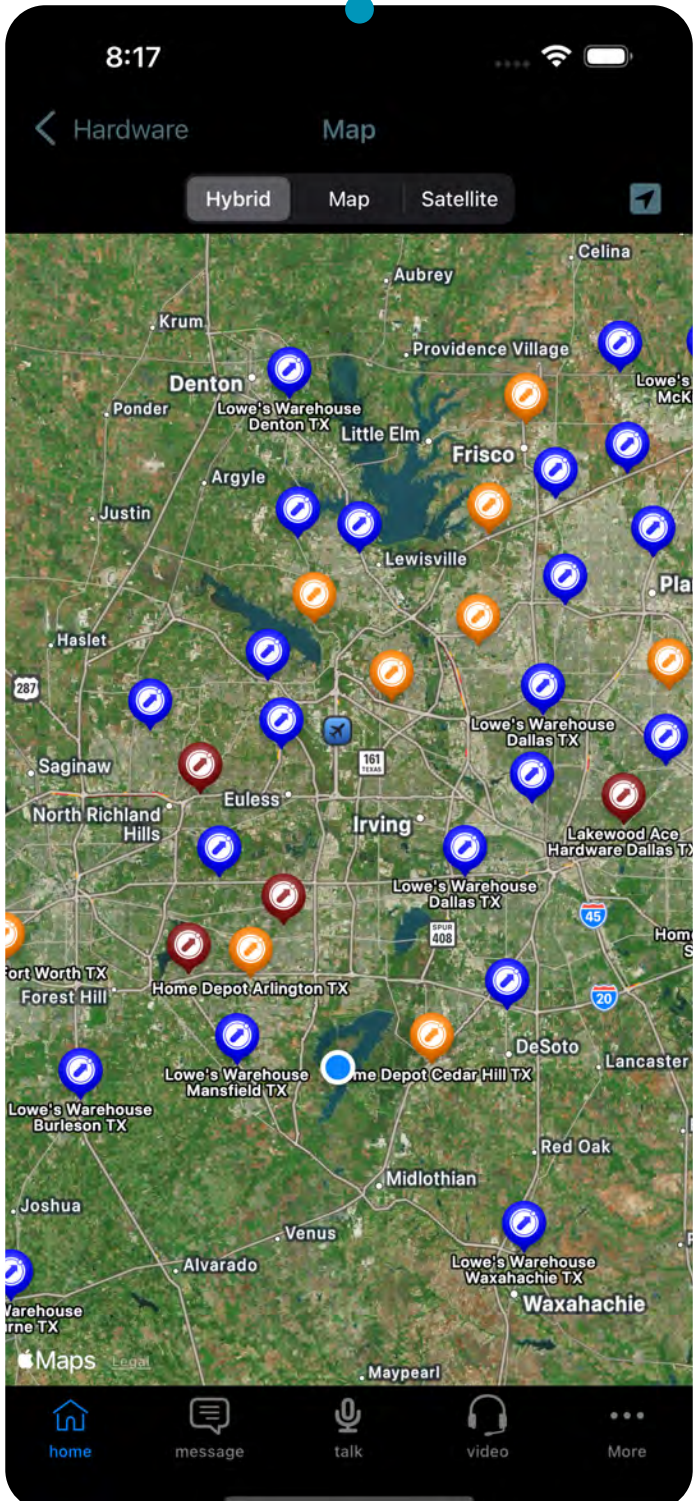 8:17
Hardware
Map
Hybrid
Map
Satellite
Celina
Aubrey
Krum
Providence Village
Lowe's
McK
Denton
Ponder
Lowe's Warehouse
Denton TX
Little Elm
Frisco
Argyle
Justin
Lewisville
Pla
Haslet
287
Lowe's Warehouse
Dallas TX
161
TEXAS
Saginaw
Euless
North Richland
Hills
Irving
Lakewood Ace
Hardware Dallas TX
Lowe's Warehouse
Dallas TX
45
SPUR
408
Hom
S
Fort Worth TX
Home Depot Arlington TX
Forest Hill
20
DeSoto
Lancaster
Lowe's Warehouse
Mansfield TX
me Depot Cedar Hill TX
Lowe's Warehouse
Burleson TX
Red Oak
Midlothian
Joshua
Venus
Alvarado
Lowe's Warehouse
Waxahachie TX
Waxahachie
Warehouse
rne TX
Maps
Legal
Maypearl
home
message
talk
video
More